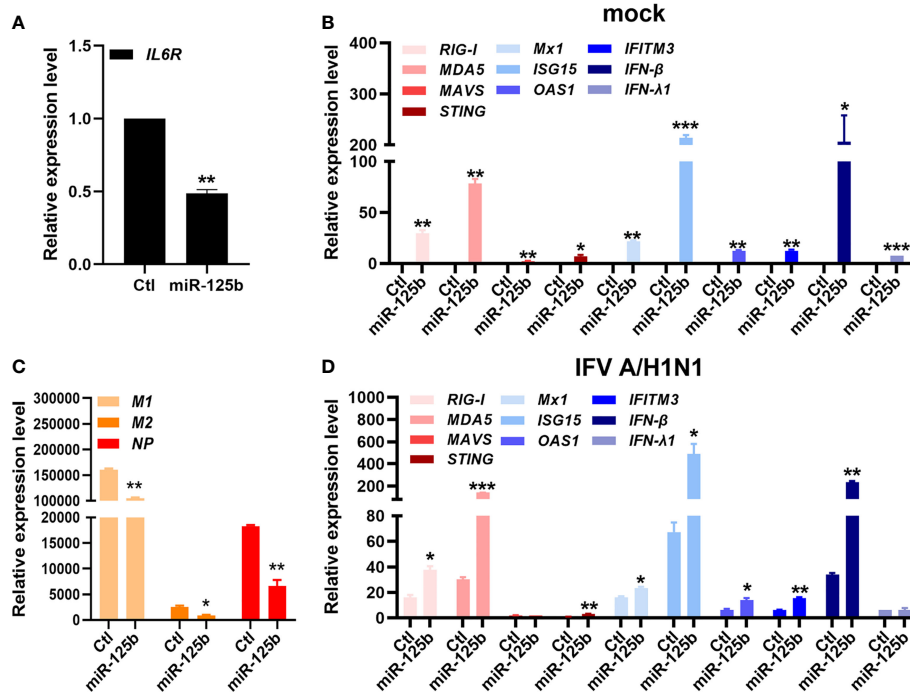 A
Relative expression level
1.5
1.0
0.5
0.0
IL6R
**
Ctl
miR-125b
B
mock
Relative expression level
400
300
200
100
50
0
RIG-I
MDA5
MAVS
STING
Mx1
ISG15
OAS1
IFITM3
IFN-β
IFN-λ1
**
**
**
*
**
***
**
**
*
***
Ctl
miR-125b
Ctl
miR-125b
Ctl
miR-125b
Ctl
miR-125b
Ctl
miR-125b
Ctl
miR-125b
Ctl
miR-125b
Ctl
miR-125b
Ctl
miR-125b
Ctl
miR-125b
C
Relative expression level
300000
250000
200000
150000
100000
20000
15000
10000
5000
0
M1
M2
NP
**
*
**
Ctl
miR-125b
Ctl
miR-125b
Ctl
miR-125b
D
IFV A/H1N1
Relative expression level
1000
800
600
400
200
80
60
40
20
0
RIG-I
MDA5
MAVS
STING
Mx1
ISG15
OAS1
IFITM3
IFN-β
IFN-λ1
*
***
**
*
*
*
**
**
Ctl
miR-125b
Ctl
miR-125b
Ctl
miR-125b
Ctl
miR-125b
Ctl
miR-125b
Ctl
miR-125b
Ctl
miR-125b
Ctl
miR-125b
Ctl
miR-125b
Ctl
miR-125b